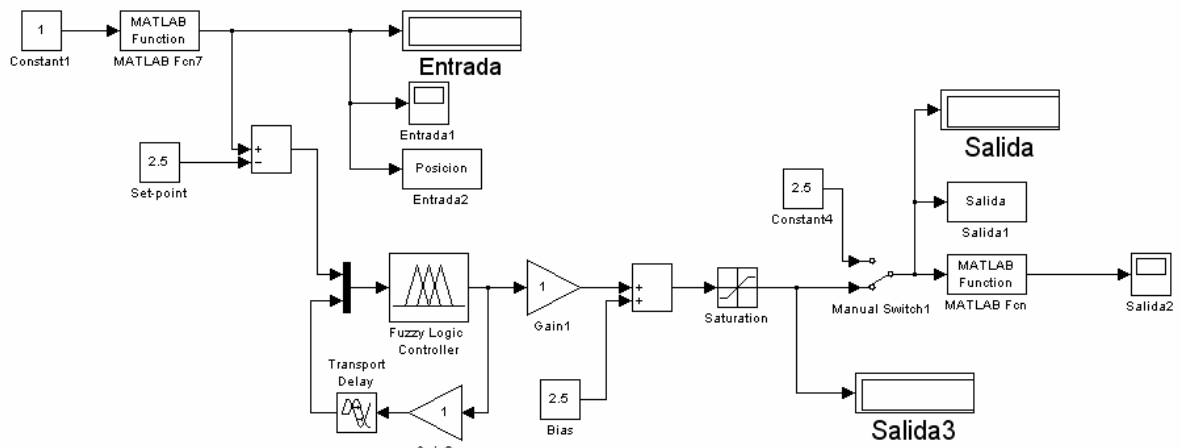 1
Constant1
MATLAB
Function
MATLAB Fcn7
Entrada
Entrada1
Posicion
Entrada2
+
−
2.5
Set-point
2.5
Constant4
Salida
Salida
Salida1
MATLAB
Function
MATLAB Fcn
Salida2
Manual Switch1
Fuzzy Logic
Controller
1
Gain1
+
+
Saturation
Transport
Delay
1
2.5
Bias
Salida3